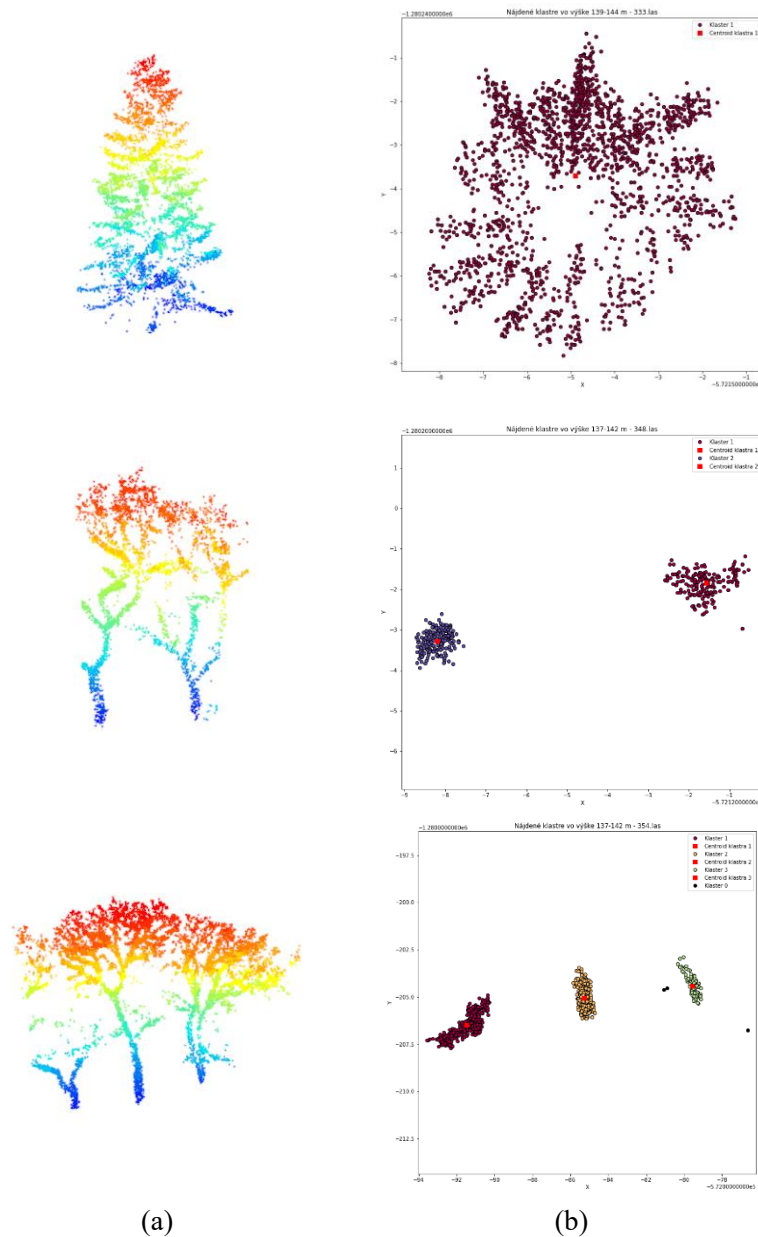 Nájdené klastre vo výške 139-144 m - 333.las
−1.2802400000e6
Klaster 1
Centroid klastra 1
−1
−2
−3
−4
−5
−6
−7
−8
Y
−8 −7 −6 −5 −4 −3 −2 −1
X
−5.7215000000e
Nájdené klastre vo výške 137-142 m - 348.las
−1.2802000000e6
Klaster 1
Centroid klastra 1
Klaster 2
Centroid klastra 2
1
0
−1
−2
−3
−4
−5
−6
Y
−9 −8 −7 −6 −5 −4 −3 −2 −1
X
−5.7212000000e
Nájdené klastre vo výške 137-142 m - 354.las
−1.2800000000e6
Klaster 1
Centroid klastra 1
Klaster 2
Centroid klastra 2
Klaster 3
Centroid klastra 3
Klaster 0
−197.5
−200.0
−202.5
−205.0
−207.5
−210.0
−212.5
Y
−94 −92 −90 −88 −86 −84 −82 −80 −78
X
−5.7200000000e5
(a) (b)